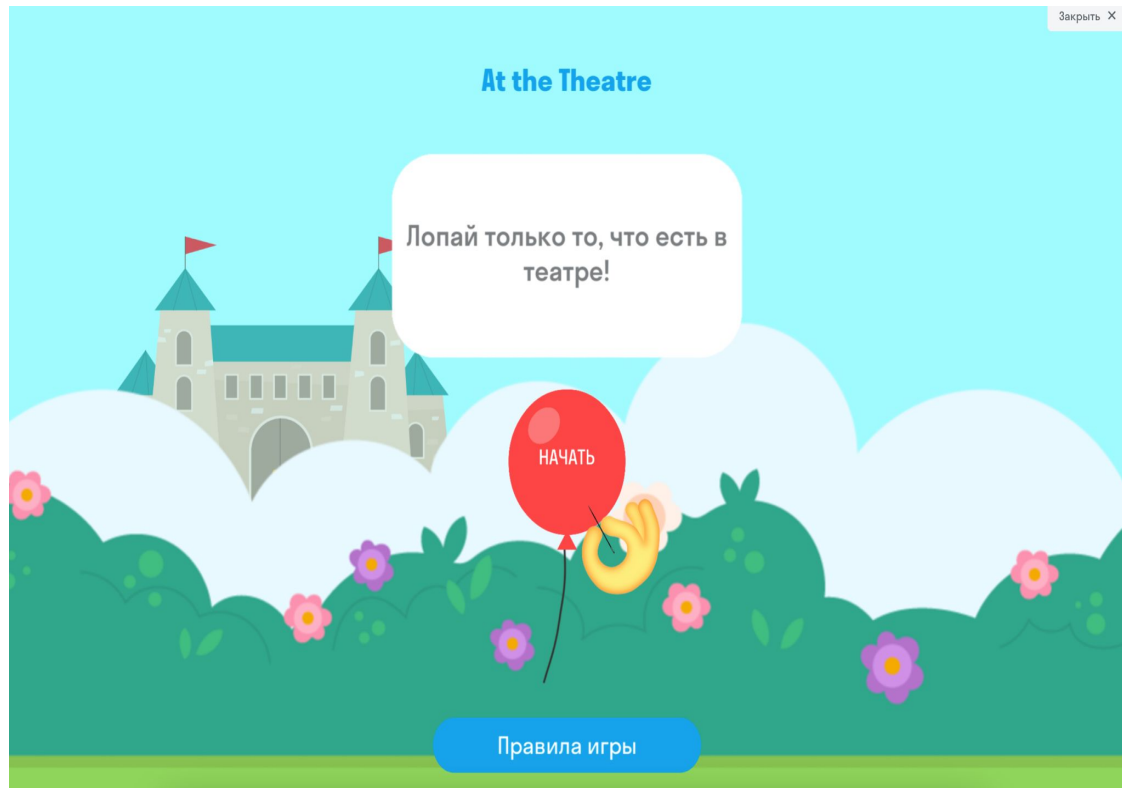 Закрыть ✕
At the Theatre
Лопай только то, что есть в
театре!
НАЧАТЬ
Правила игры